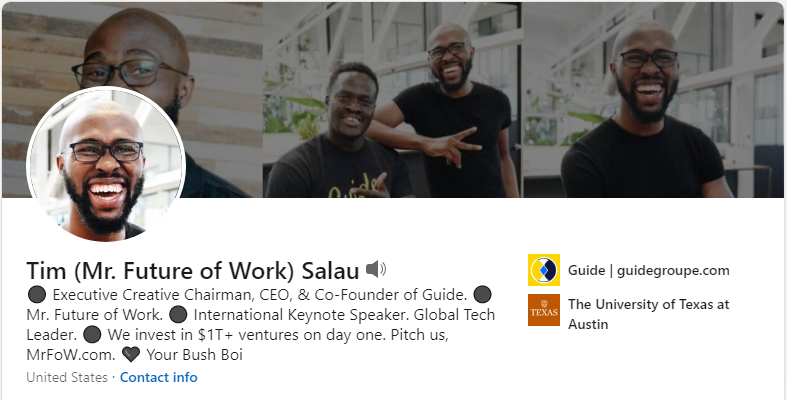 Guide
Tim (Mr. Future of Work) Salau
Executive Creative Chairman, CEO, & Co-Founder of Guide.
Mr. Future of Work. International Keynote Speaker. Global Tech
Leader. We invest in $1T+ ventures on day one. Pitch us,
MrFoW.com. Your Bush Boi
United States · Contact info
Guide | guidegroupe.com
TEXAS
The University of Texas at
Austin